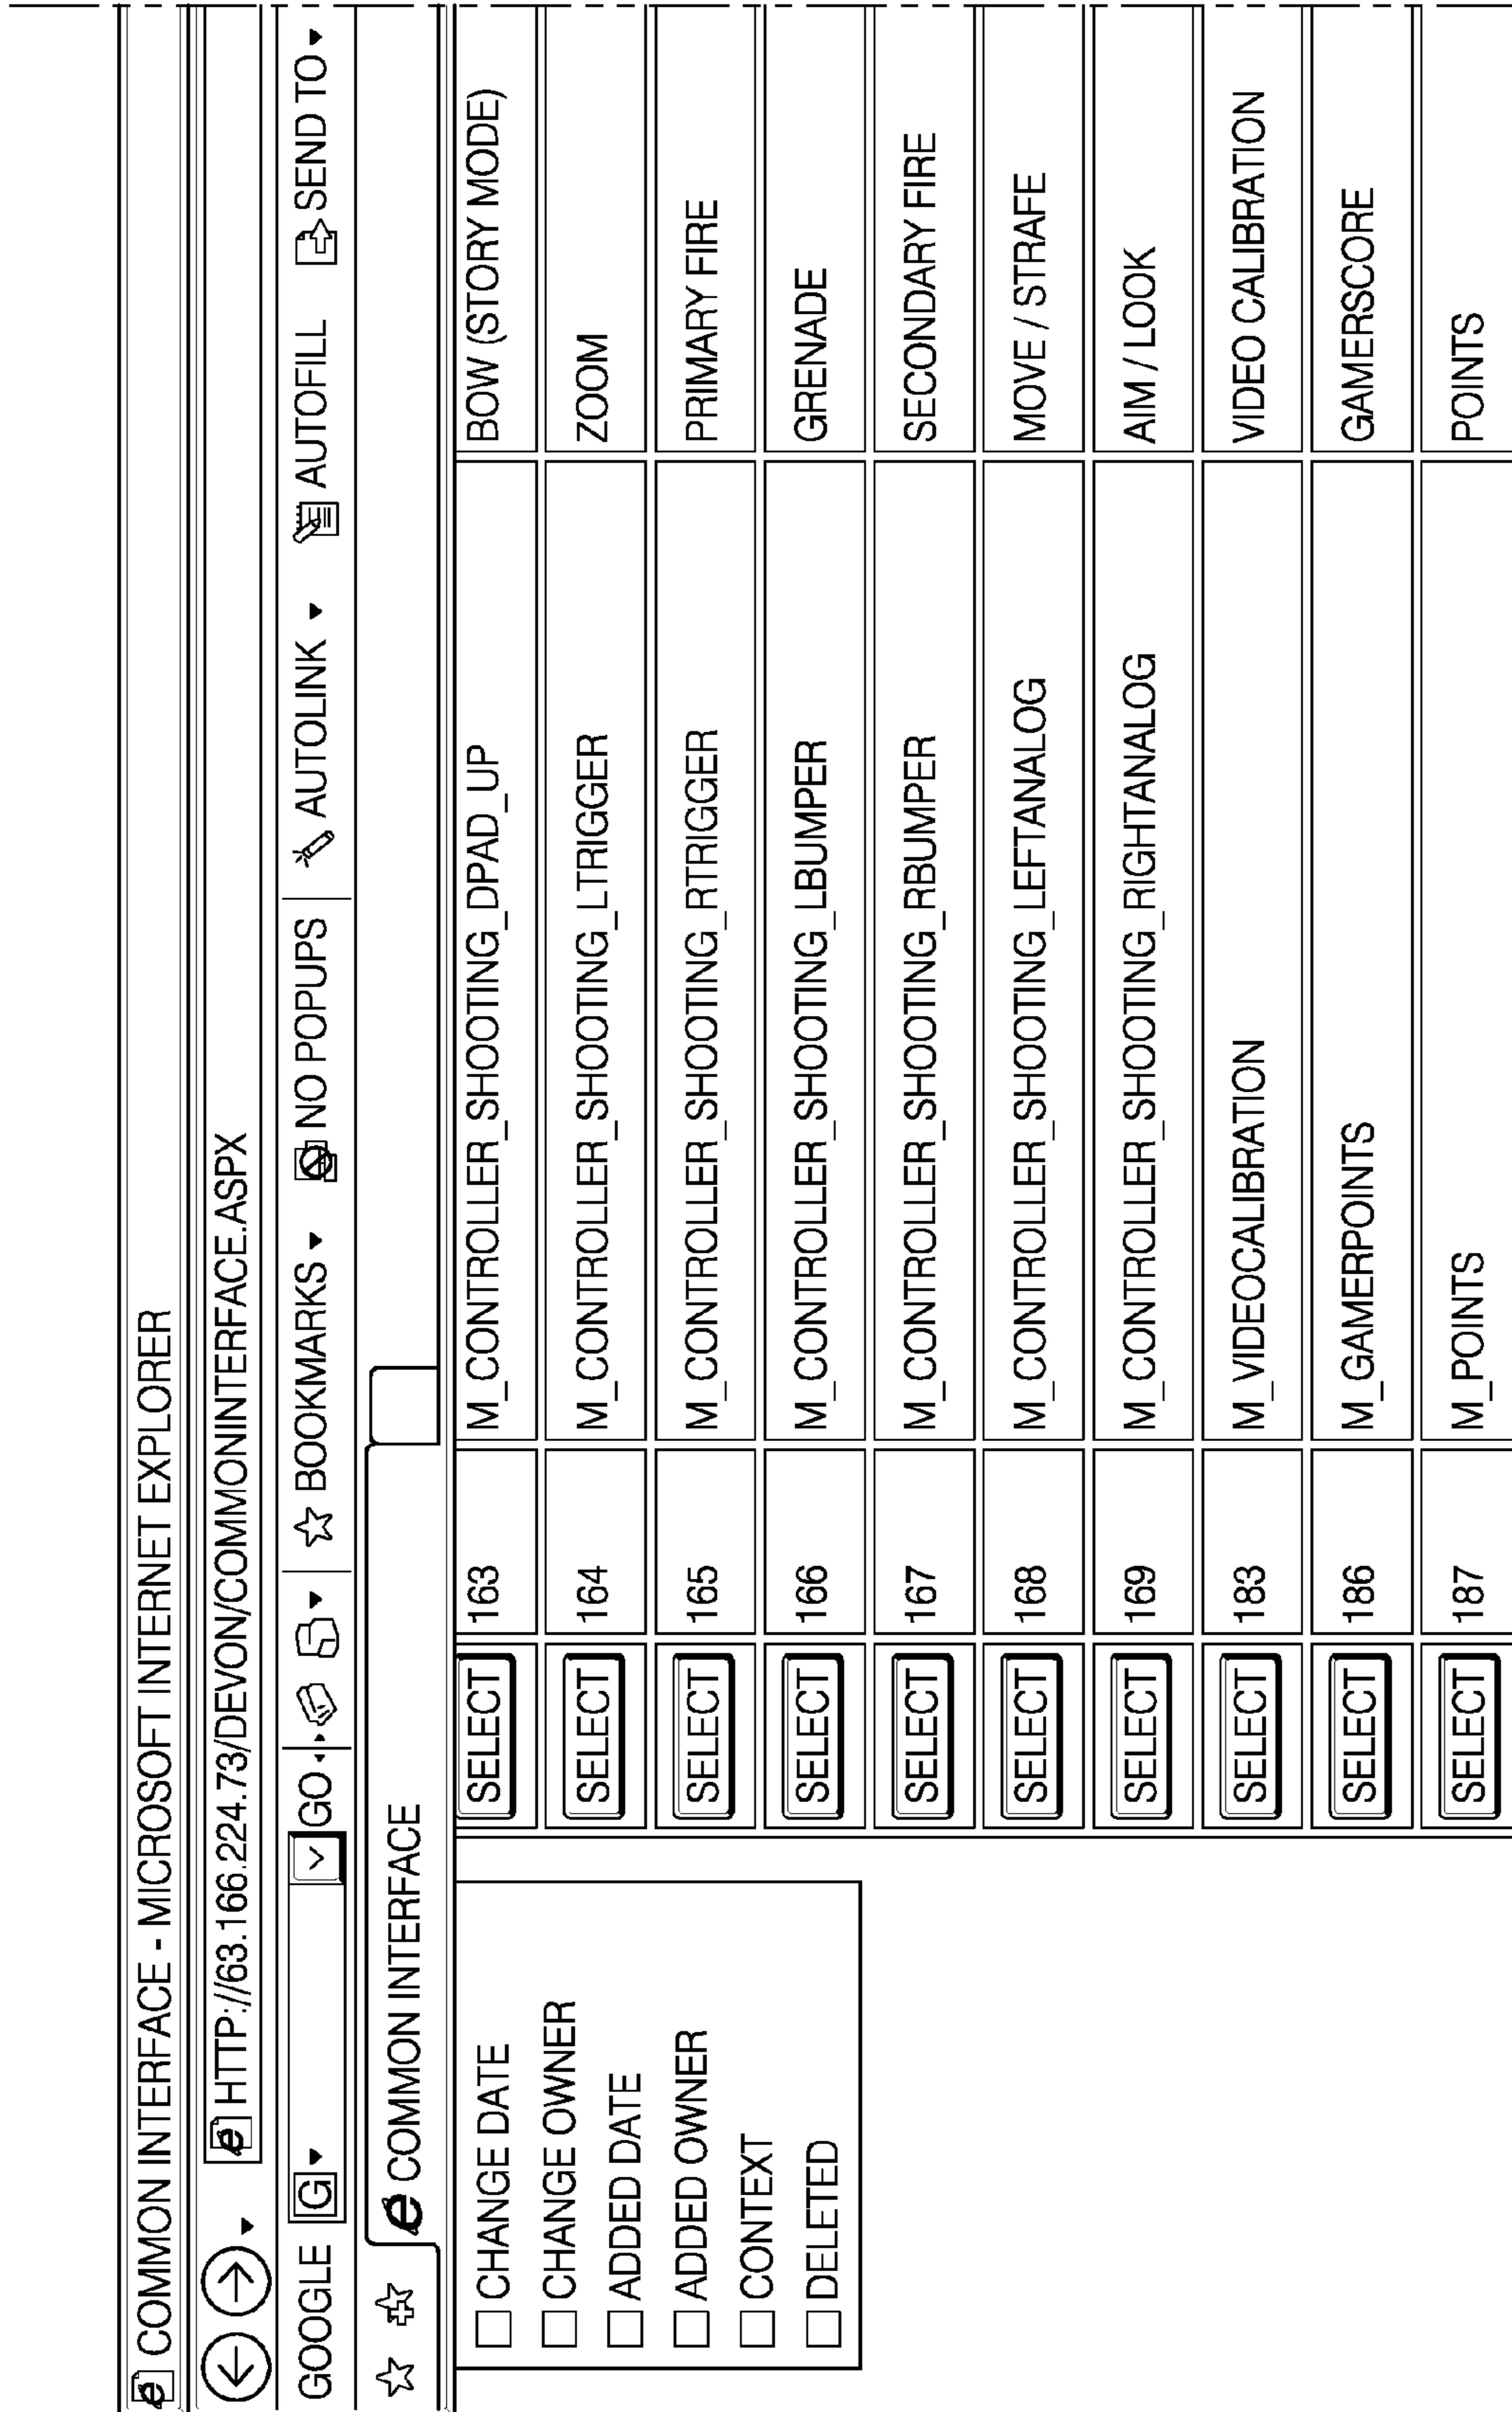 COMMON INTERFACE - MICROSOFT INTERNET EXPLORER
HTTP://63.166.224.73/DEVON/COMMONINTERFACE.ASPX
GOOGLE G GO BOOKMARKS NO POPUPS AUTOLINK AUTOFILL SEND TO
COMMON INTERFACE
CHANGE DATE
CHANGE OWNER
ADDED DATE
ADDED OWNER
CONTEXT
DELETED
SELECT 163 M_CONTROLLER_SHOOTING_DPAD_UP BOW (STORY MODE)
SELECT 164 M_CONTROLLER_SHOOTING_LTRIGGER ZOOM
SELECT 165 M_CONTROLLER_SHOOTING_RTRIGGER PRIMARY FIRE
SELECT 166 M_CONTROLLER_SHOOTING_LBUMPER GRENADE
SELECT 167 M_CONTROLLER_SHOOTING_RBUMPER SECONDARY FIRE
SELECT 168 M_CONTROLLER_SHOOTING_LEFTANALOG MOVE / STRAFE
SELECT 169 M_CONTROLLER_SHOOTING_RIGHTANALOG AIM / LOOK
SELECT 183 M_VIDEOCALIBRATION VIDEO CALIBRATION
SELECT 186 M_GAMERPOINTS GAMERSCORE
SELECT 187 M_POINTS POINTS